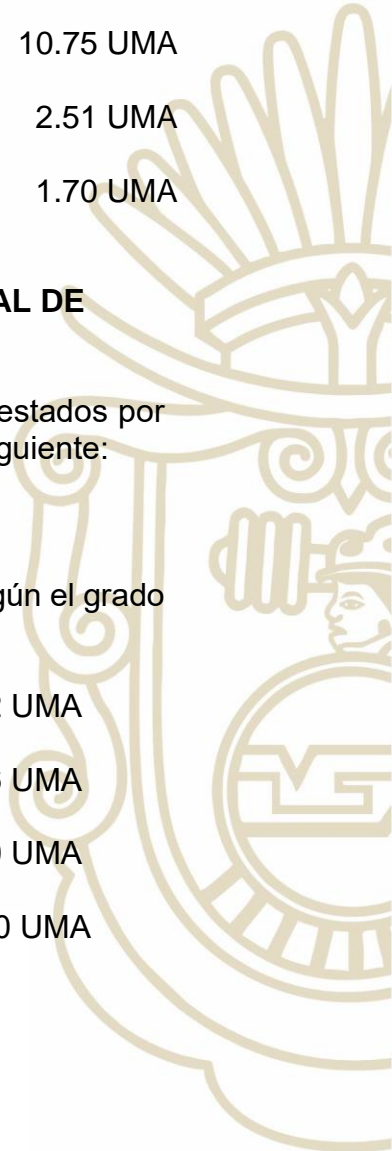 10.75 UMA
2.51 UMA
1.70 UMA
AL DE
estados por
guiente:
gún el grado
UMA
UMA
UMA
0 UMA